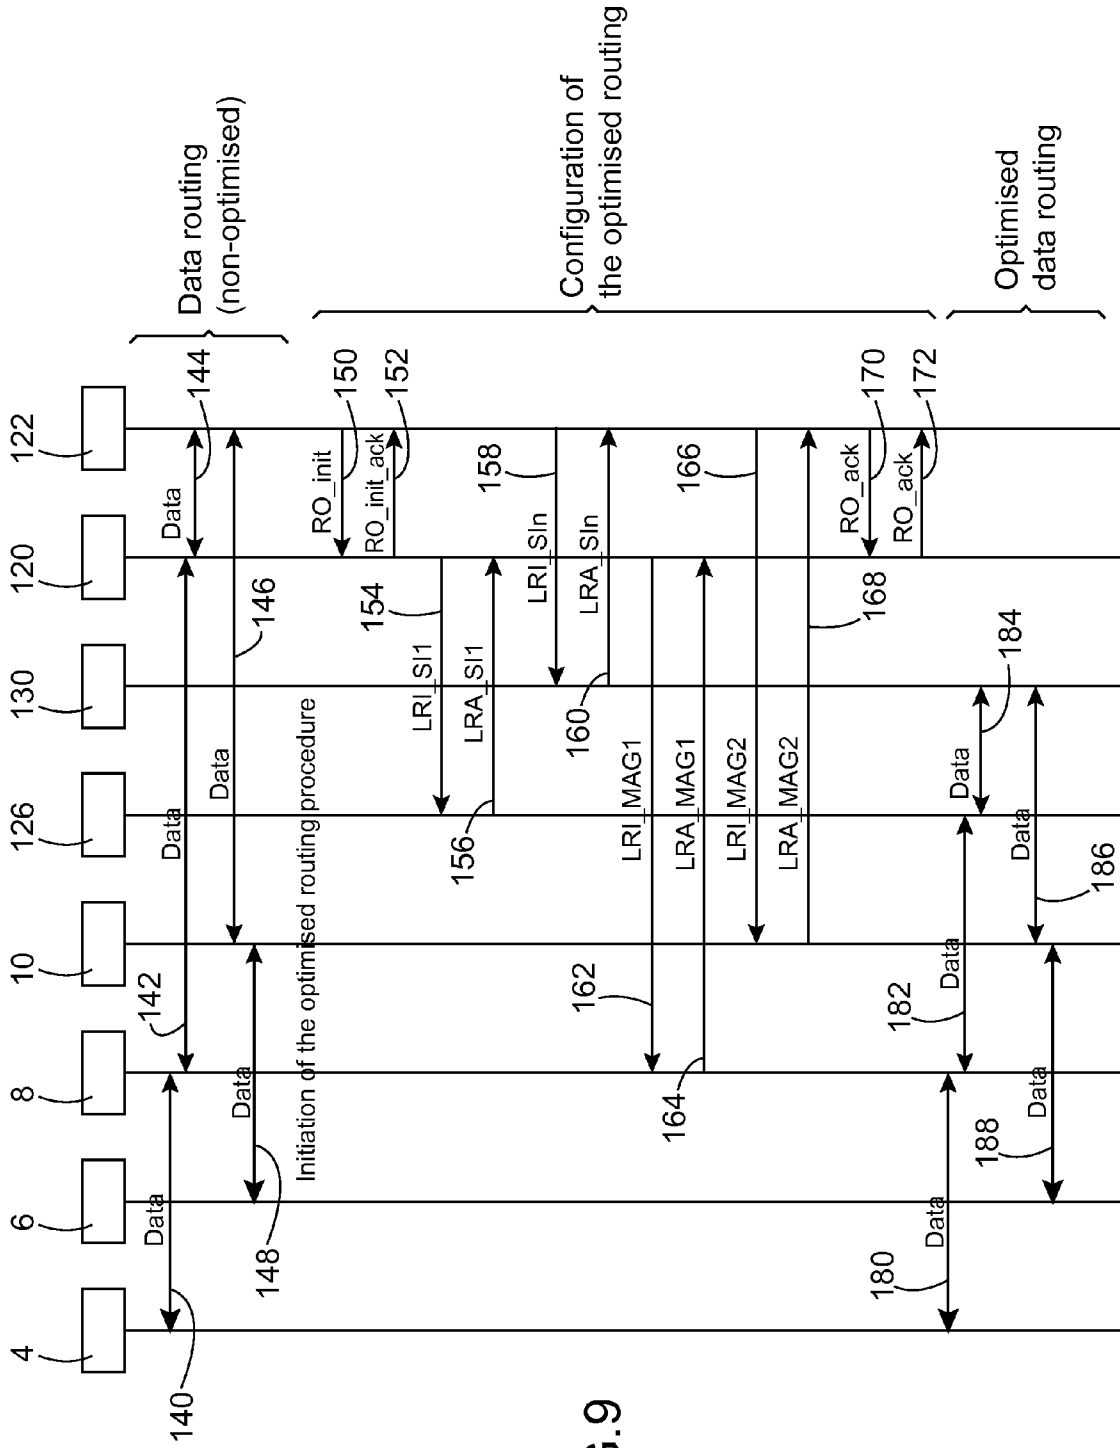 4
6
8
10
126
130
120
122
Data
140
Data
142
Data
144
Data
146
Data
148
Data routing
(non-optimised)
Initiation of the optimised routing procedure
RO_init
150
RO_init_ack
152
LRI_SI1
154
LRA_SI1
156
LRI_SIn
158
LRA_SIn
160
LRI_MAG1
162
LRA_MAG1
164
LRI_MAG2
166
LRA_MAG2
168
RO_ack
170
RO_ack
172
Configuration of
the optimised routing
Data
180
Data
182
Data
184
Data
186
Data
188
Optimised
data routing